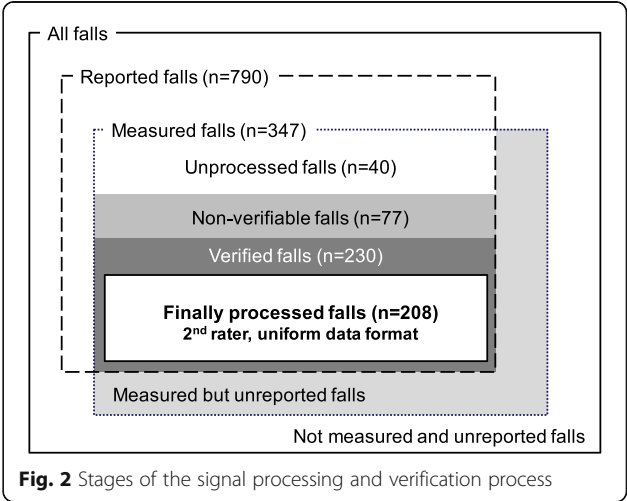 All falls
Reported falls (n=790)
Measured falls (n=347)
Unprocessed falls (n=40)
Non-verifiable falls (n=77)
Verified falls (n=230)
Finally processed falls (n=208)
2nd rater, uniform data format
Measured but unreported falls
Not measured and unreported falls
Fig. 2 Stages of the signal processing and verification process